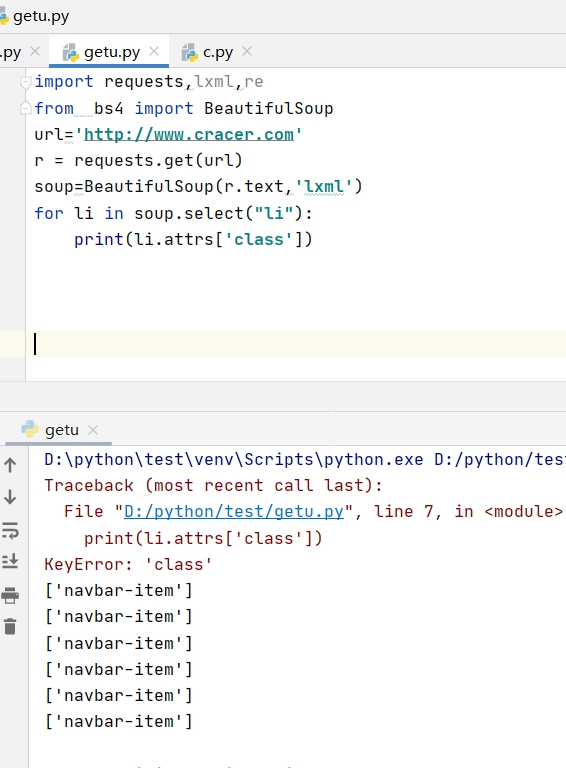 getu.py
.py × getu.py × c.py ×
import requests,lxml,re
from  bs4 import BeautifulSoup
url='http://www.cracer.com'
r = requests.get(url)
soup=BeautifulSoup(r.text,'lxml')
for li in soup.select("li"):
    print(li.attrs['class'])
getu ×
D:\python\test\venv\Scripts\python.exe D:/python/tes
Traceback (most recent call last):
  File "D:/python/test/getu.py", line 7, in <module>
    print(li.attrs['class'])
KeyError: 'class'
['navbar-item']
['navbar-item']
['navbar-item']
['navbar-item']
['navbar-item']
['navbar-item']